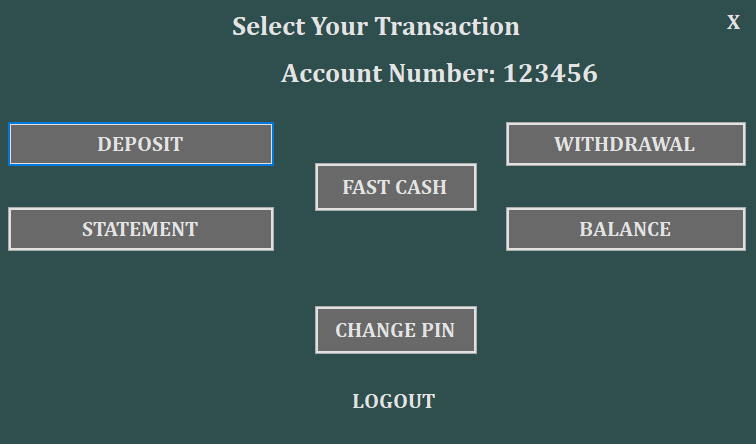 Select Your Transaction
X
Account Number: 123456
DEPOSIT
WITHDRAWAL
FAST CASH
STATEMENT
BALANCE
CHANGE PIN
LOGOUT